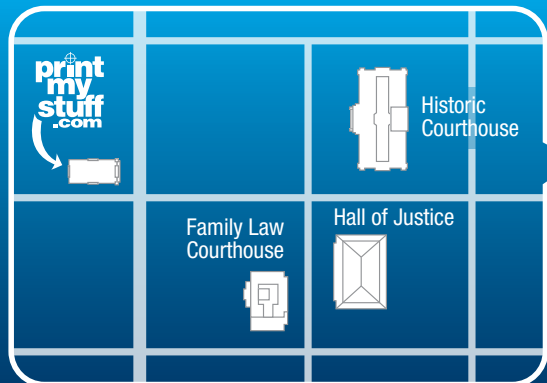 print
my
stuff
.com
Historic
Courthouse
Family Law
Courthouse
Hall of Justice